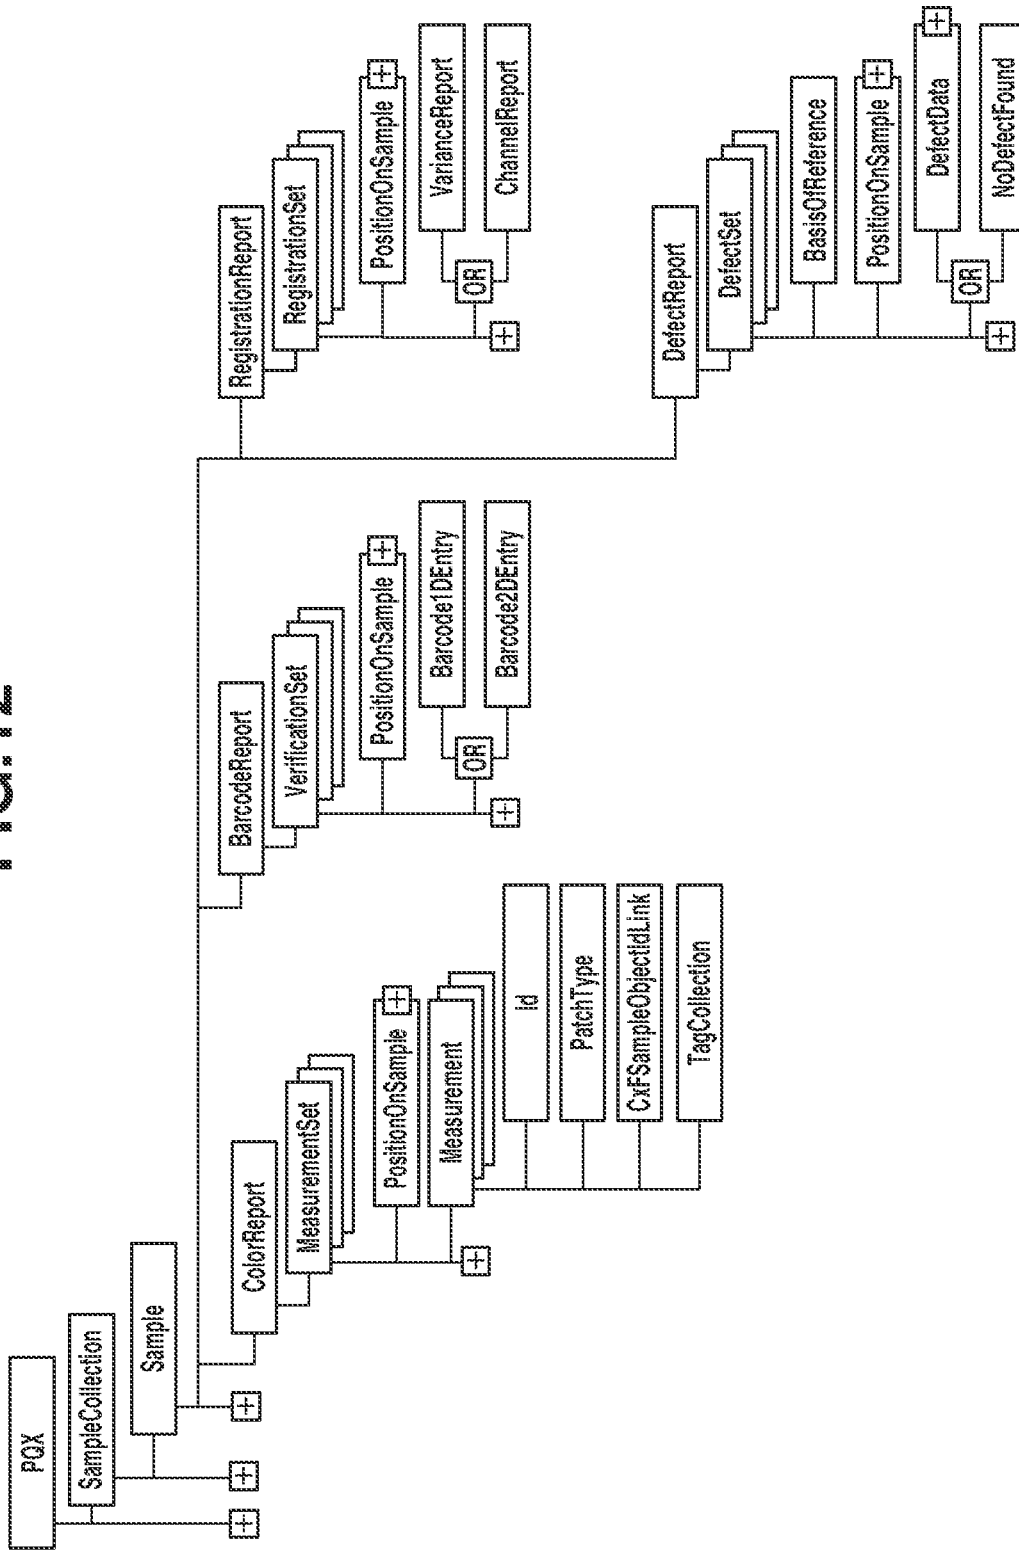 PQX
SampleCollection
Sample
+
+
+
ColorReport
MeasurementSet
PositionOnSample
+
Measurement
+
Id
PatchType
CxFSampleObjectIdLink
TagCollection
BarcodeReport
VerificationSet
PositionOnSample
+
Barcode1DEntry
OR
Barcode2DEntry
+
RegistrationReport
RegistrationSet
PositionOnSample
+
VarianceReport
OR
ChannelReport
+
DefectReport
DefectSet
BasisOfReference
PositionOnSample
+
DefectData
+
OR
NoDefectFound
+